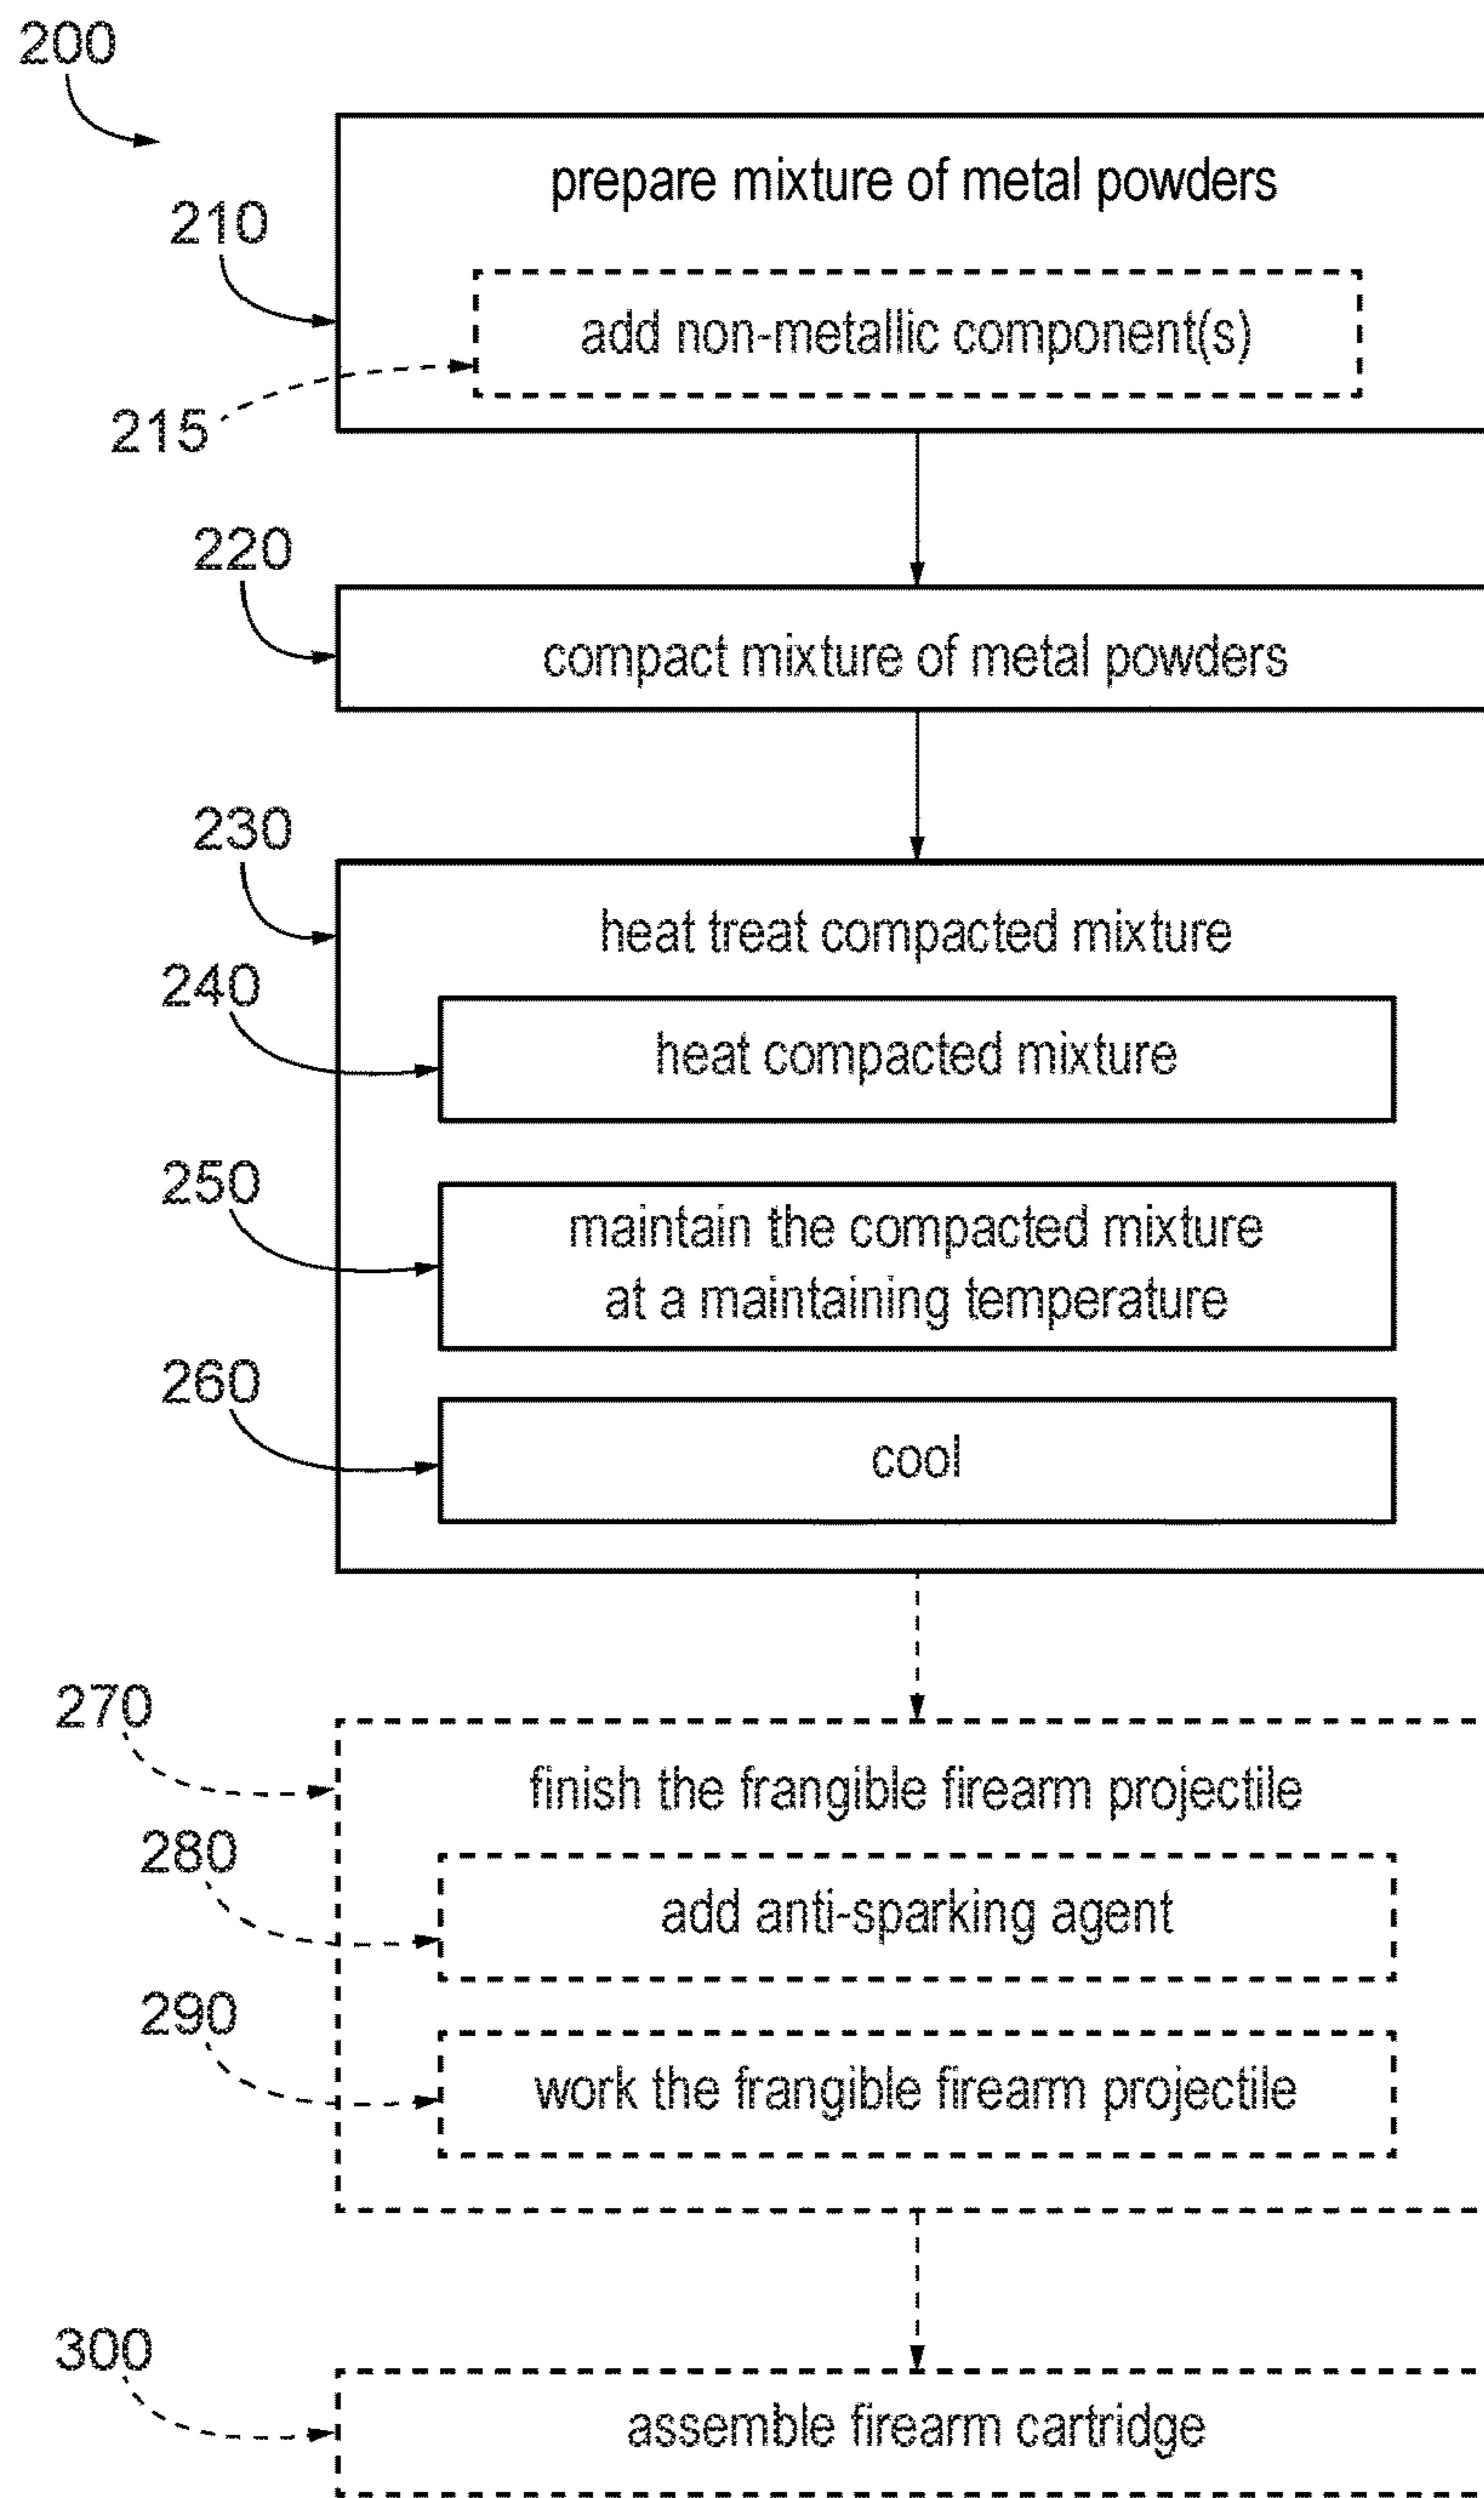 200
prepare mixture of metal powders
210
add non-metallic component(s)
215
220
compact mixture of metal powders
230
heat treat compacted mixture
240
heat compacted mixture
250
maintain the compacted mixture
at a maintaining temperature
260
cool
270
finish the frangible firearm projectile
280
add anti-sparking agent
290
work the frangible firearm projectile
300
assemble firearm cartridge